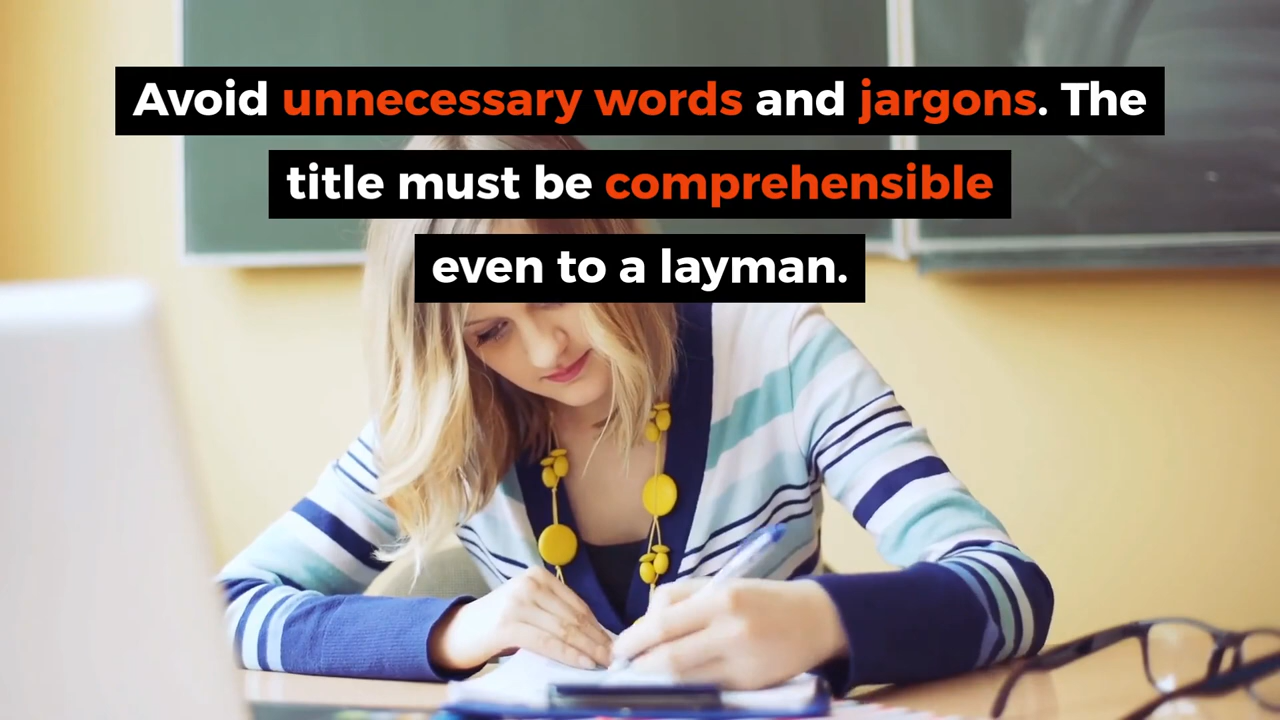 Avoid unnecessary words and jargons. The
title must be comprehensible
even to a layman.